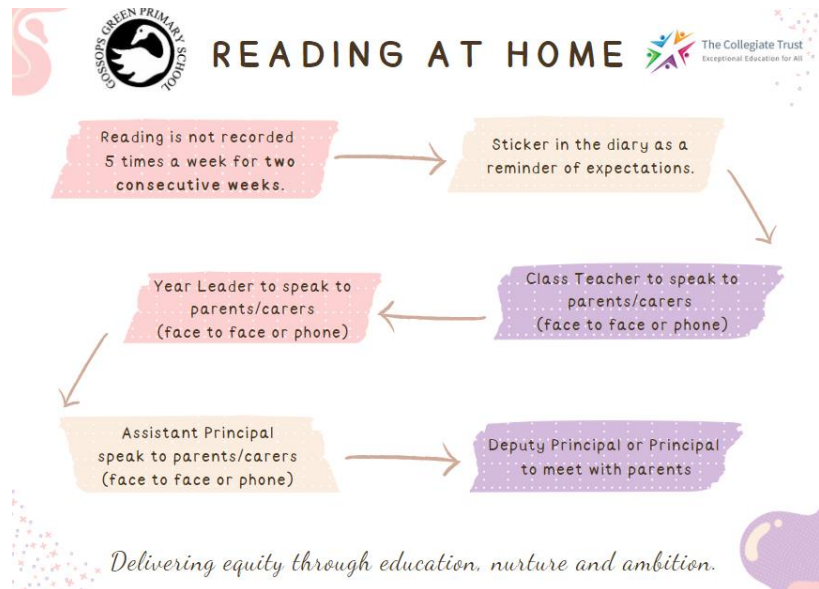 GOSSOPS GREEN PRIMARY SCHOOL
READING AT HOME
The Collegiate Trust
Exceptional Education for All
Reading is not recorded
5 times a week for two
consecutive weeks.
Sticker in the diary as a
reminder of expectations.
Class Teacher to speak to
parents/carers
(face to face or phone)
Year Leader to speak to
parents/carers
(face to face or phone)
Assistant Principal
speak to parents/carers
(face to face or phone)
Deputy Principal or Principal
to meet with parents
Delivering equity through education, nurture and ambition.